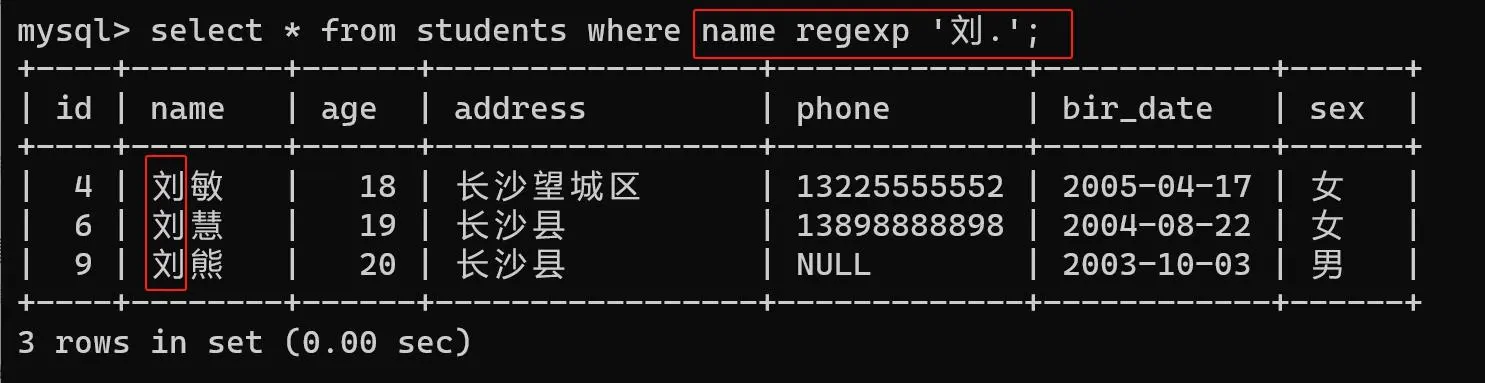 mysql> select * from students where name regexp '刘.';
+----+--------+------+-----------------+-------------+------------+------+
| id | name   | age  | address         | phone       | bir_date   | sex  |
+----+--------+------+-----------------+-------------+------------+------+
|  4 | 刘敏   |   18 | 长沙望城区      | 13225555552 | 2005-04-17 | 女   |
|  6 | 刘慧   |   19 | 长沙县          | 13898888898 | 2004-08-22 | 女   |
|  9 | 刘熊   |   20 | 长沙县          | NULL        | 2003-10-03 | 男   |
+----+--------+------+-----------------+-------------+------------+------+
3 rows in set (0.00 sec)